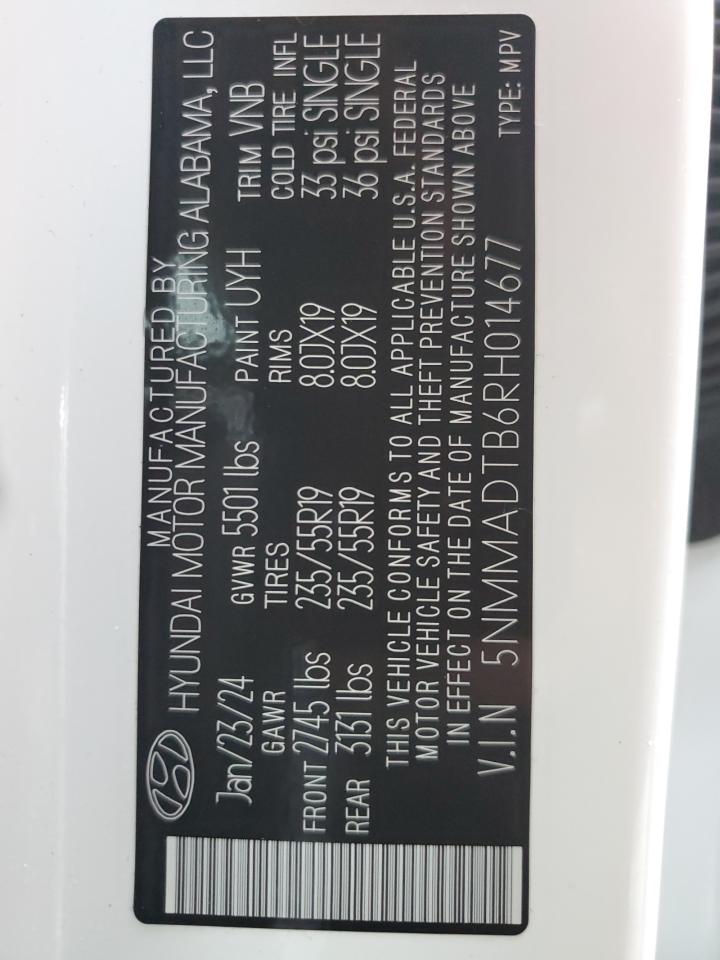 MANUFACTURED BY
HYUNDAI MOTOR MANUFACTURING ALABAMA, LLC
Jan/23/24 GVWR 5501 lbs PAINT UYH TRIM VNB
GAWR TIRES RIMS COLD TIRE INFL
FRONT 2745 lbs 235/55R19 8.0JX19 33 psi SINGLE
REAR 3131 lbs 235/55R19 8.0JX19 36 psi SINGLE
THIS VEHICLE CONFORMS TO ALL APPLICABLE U.S.A. FEDERAL
MOTOR VEHICLE SAFETY AND THEFT PREVENTION STANDARDS
IN EFFECT ON THE DATE OF MANUFACTURE SHOWN ABOVE
V.I.N 5NMMADTB6RH014677 TYPE: MPV